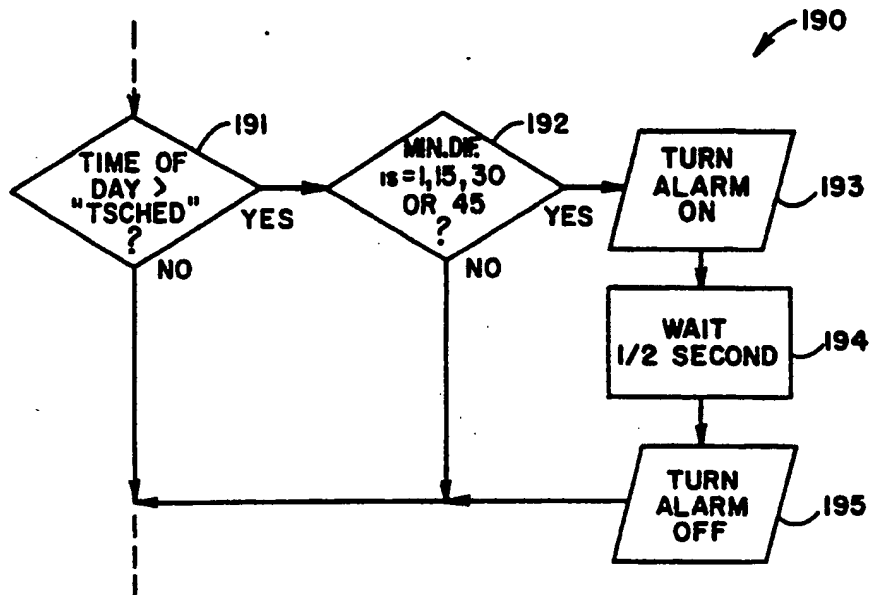 190
191
TIME OF
DAY >
"TSCHED"
?
YES
NO
192
MIN.DIF.
is=1,15,30
OR 45
?
YES
NO
TURN
ALARM
ON
193
WAIT
1/2 SECOND
194
TURN
ALARM
OFF
195